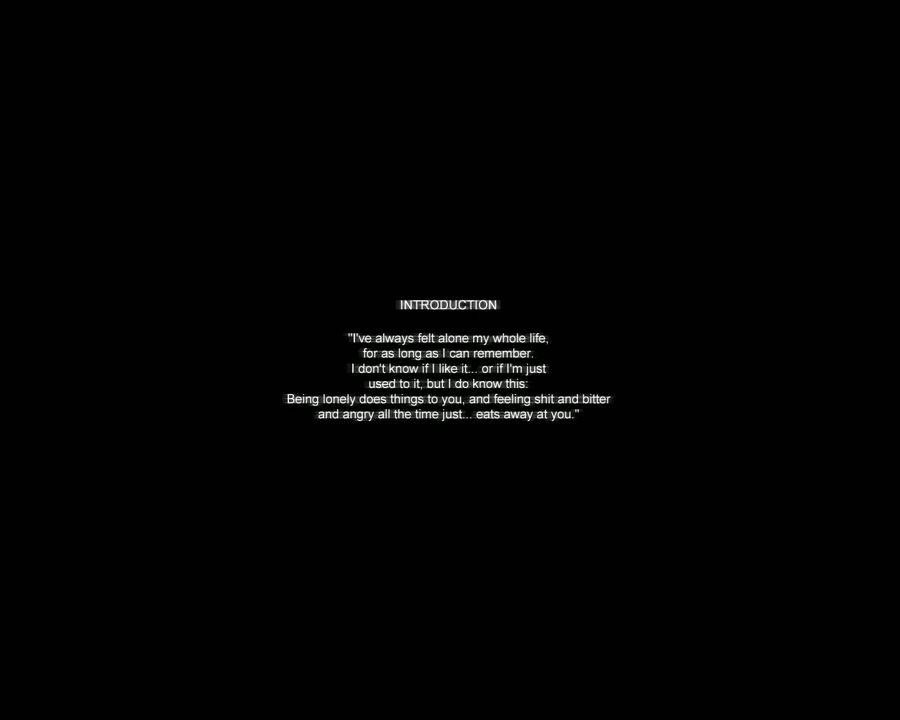 INTRODUCTION
"I've always felt alone my whole life,
for as long as I can remember.
I don't know if I like it... or if I'm just
used to it, but I do know this:
Being lonely does things to you, and feeling shit and bitter
and angry all the time just... eats away at you."